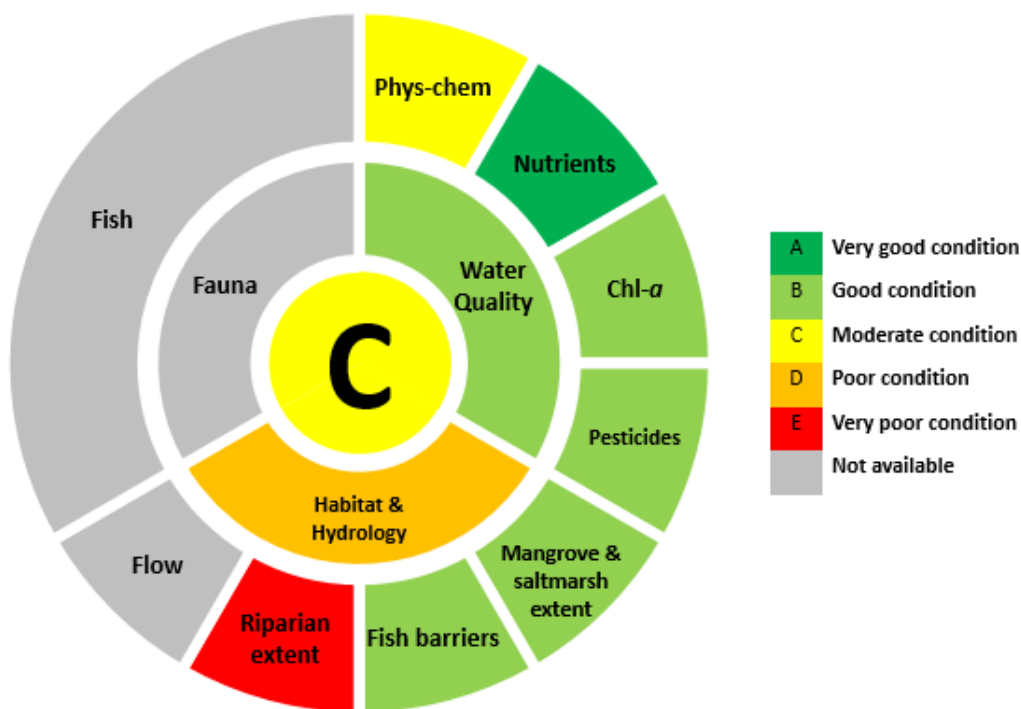 Phys-chem
Nutrients
Fish
Fauna
Water
Quality
Chl-a
C
Pesticides
Habitat &
Hydrology
Mangrove &
saltmarsh
extent
Flow
Riparian
extent
Fish barriers
A Very good condition
B Good condition
C Moderate condition
D Poor condition
E Very poor condition
Not available